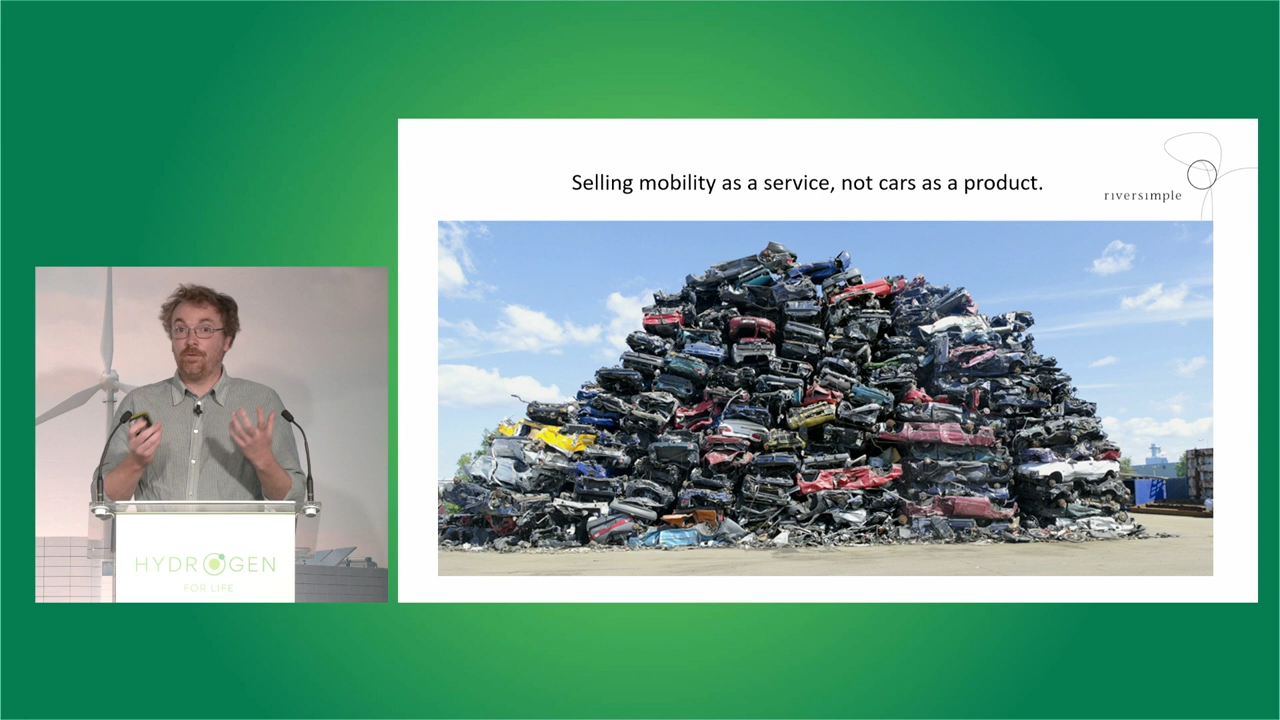 Selling mobility as a service, not cars as a product.
riversimple
HYDROGEN
FOR LIFE